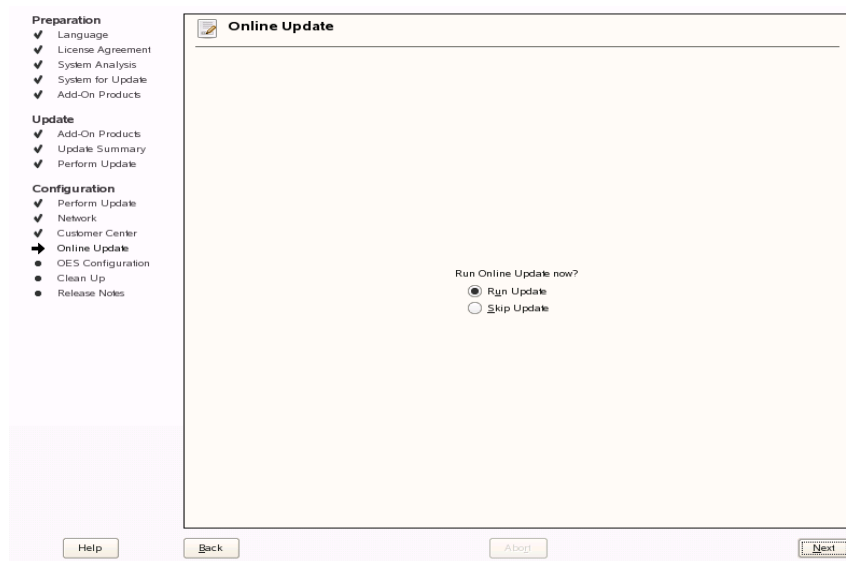 Preparation
Language
License Agreement
System Analysis
System for Update
Add-On Products
Update
Add-On Products
Update Summary
Perform Update
Configuration
Perform Update
Network
Customer Center
Online Update
OES Configuration
Clean Up
Release Notes
Online Update
Run Online Update now?
Run Update
Skip Update
Help
Back
Abort
Next